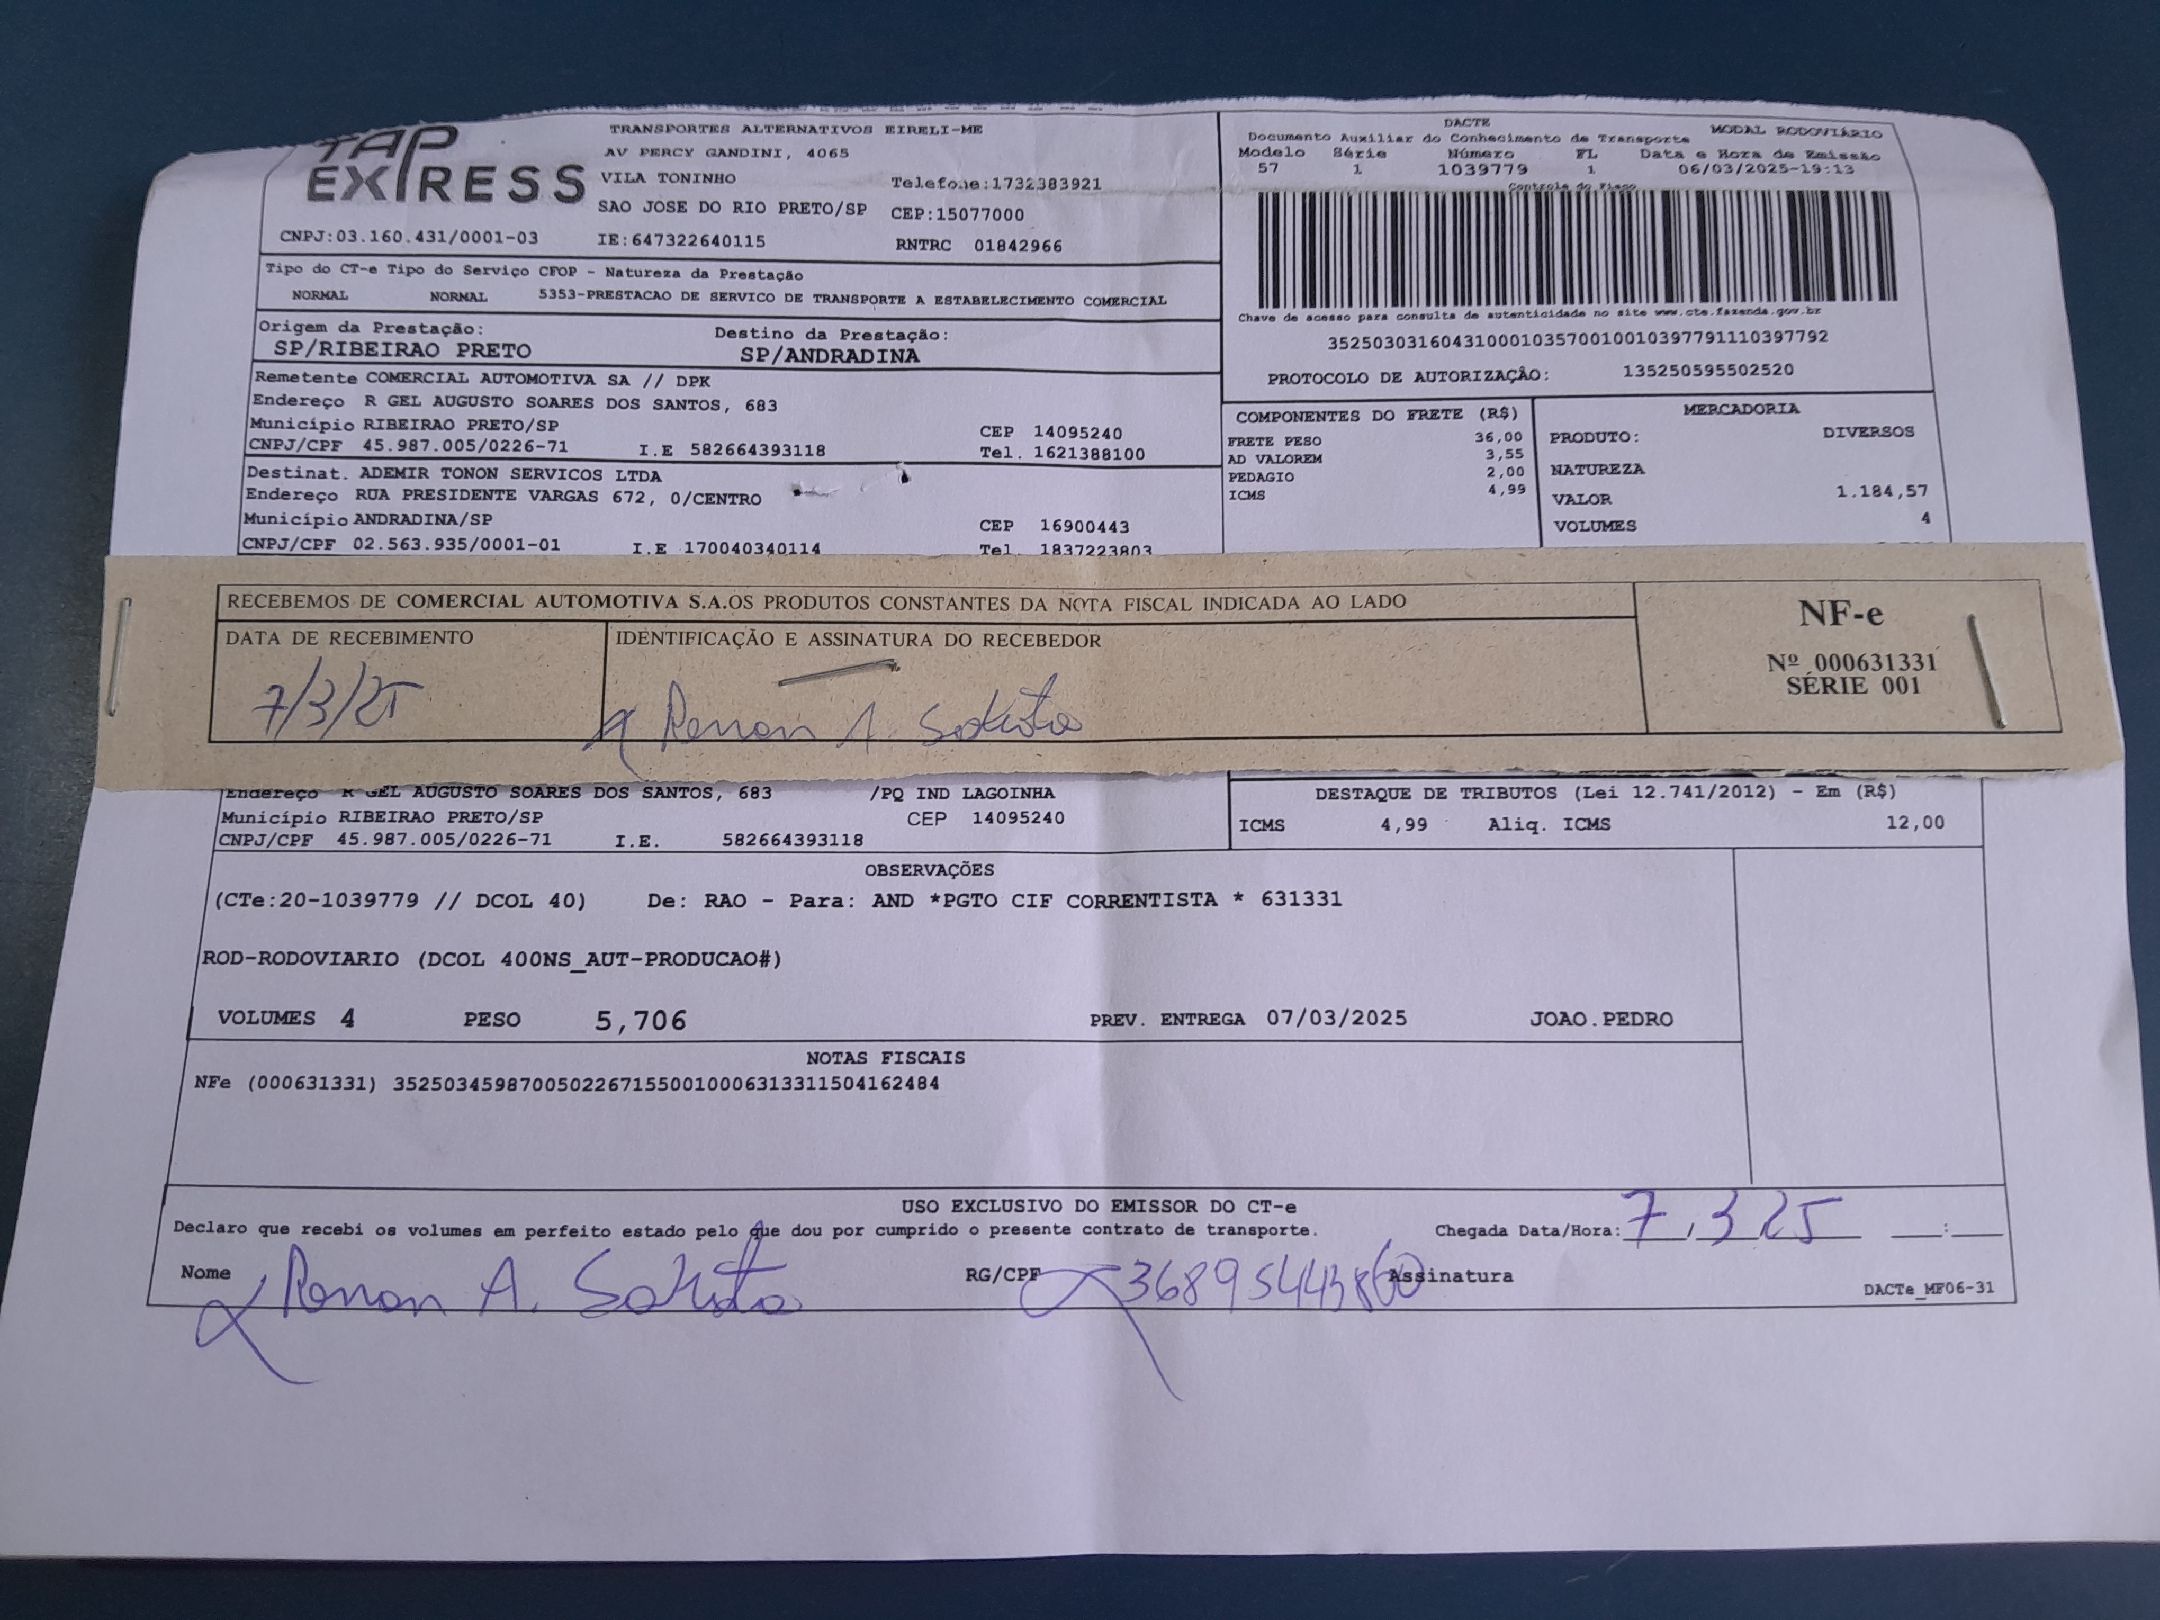 TAP EXPRESS
TRANSPORTES ALTERNATIVOS EIRELI-ME
AV PERCY GANDINI, 4065
VILA TONINHO Telefone:1732383921
SAO JOSE DO RIO PRETO/SP CEP:15077000
CNPJ:03.160.431/0001-03 IE:647322640115 RNTRC 01842966
DACTE
Documento Auxiliar do Conhecimento de Transporte MODAL RODOVIÁRIO
Modelo Série Número FL Data e Hora de Emissão
57 1 1039779 1 06/03/2025-19:13
Controle do Fisco
Chave de acesso para consulta de autenticidade no site www.cte.fazenda.gov.br
35250303160431000103570010010397791110397792
PROTOCOLO DE AUTORIZAÇÃO: 135250595502520
Tipo do CT-e Tipo do Serviço CFOP - Natureza da Prestação
NORMAL NORMAL 5353-PRESTACAO DE SERVICO DE TRANSPORTE A ESTABELECIMENTO COMERCIAL
Origem da Prestação: Destino da Prestação:
SP/RIBEIRAO PRETO SP/ANDRADINA
Remetente COMERCIAL AUTOMOTIVA SA // DPK
Endereço R GEL AUGUSTO SOARES DOS SANTOS, 683
Município RIBEIRAO PRETO/SP CEP 14095240
CNPJ/CPF 45.987.005/0226-71 I.E 582664393118 Tel. 1621388100
Destinat. ADEMIR TONON SERVICOS LTDA
Endereço RUA PRESIDENTE VARGAS 672, 0/CENTRO
Município ANDRADINA/SP CEP 16900443
CNPJ/CPF 02.563.935/0001-01 I.E 170040340114 Tel. 1837223803
COMPONENTES DO FRETE (R$)
FRETE PESO 36,00
AD VALOREM 3,55
PEDAGIO 2,00
ICMS 4,99
MERCADORIA
PRODUTO: DIVERSOS
NATUREZA
VALOR 1.184,57
VOLUMES 4
RECEBEMOS DE COMERCIAL AUTOMOTIVA S.A.OS PRODUTOS CONSTANTES DA NOTA FISCAL INDICADA AO LADO
DATA DE RECEBIMENTO IDENTIFICAÇÃO E ASSINATURA DO RECEBEDOR
7/3/25 Renan A. Sakita
NF-e
Nº 000631331
SÉRIE 001
Endereço R GEL AUGUSTO SOARES DOS SANTOS, 683 /PQ IND LAGOINHA
Município RIBEIRAO PRETO/SP CEP 14095240
CNPJ/CPF 45.987.005/0226-71 I.E. 582664393118
DESTAQUE DE TRIBUTOS (Lei 12.741/2012) - Em (R$)
ICMS 4,99 Aliq. ICMS 12,00
OBSERVAÇÕES
(CTe:20-1039779 // DCOL 40) De: RAO - Para: AND *PGTO CIF CORRENTISTA * 631331
ROD-RODOVIARIO (DCOL 400NS_AUT-PRODUCAO#)
VOLUMES 4 PESO 5,706 PREV. ENTREGA 07/03/2025 JOAO.PEDRO
NOTAS FISCAIS
NFe (000631331) 35250345987005022671550010006313311504162484
USO EXCLUSIVO DO EMISSOR DO CT-e
Declaro que recebi os volumes em perfeito estado pelo que dou por cumprido o presente contrato de transporte. Chegada Data/Hora: 7,3 25 :
Nome Renan A. Sakita RG/CPF 36895443860 Assinatura
DACTe_MF06-31